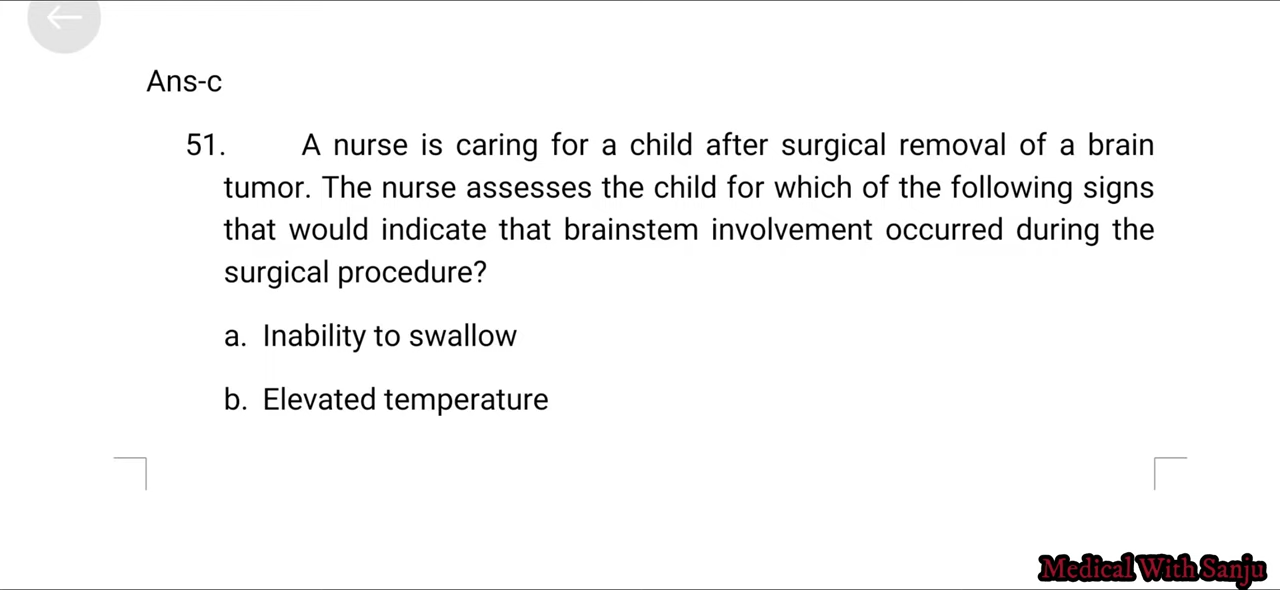 Ans-c
51. A nurse is caring for a child after surgical removal of a brain
tumor. The nurse assesses the child for which of the following signs
that would indicate that brainstem involvement occurred during the
surgical procedure?
a. Inability to swallow
b. Elevated temperature
Medical With Sanju